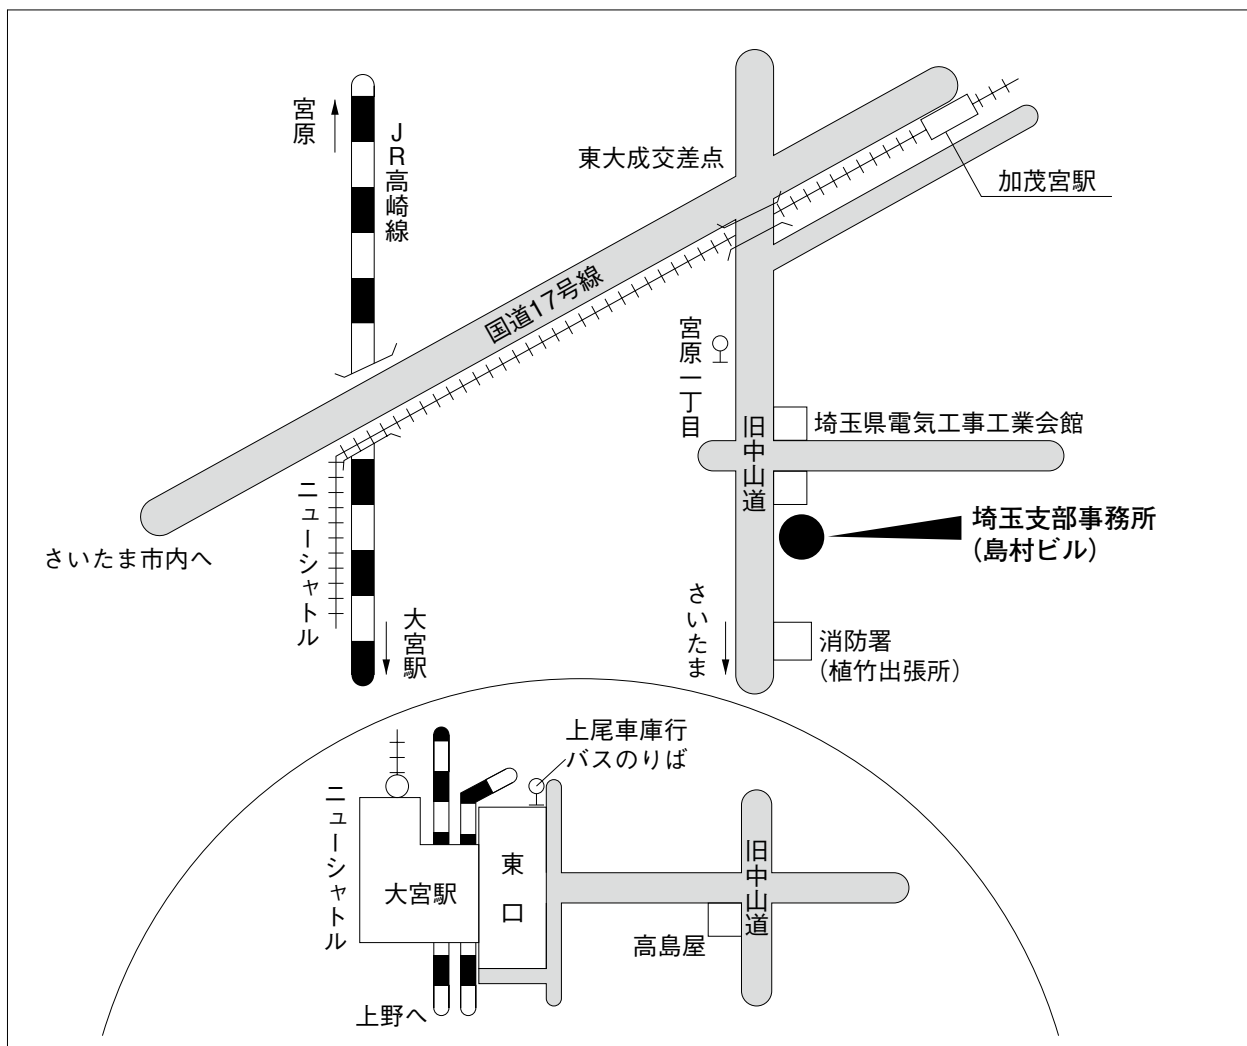 宮原
JR高崎線
東大成交差点
加茂宮駅
国道17号線
宮原一丁目
旧中山道
埼玉県電気工事工業会館
埼玉支部事務所
(島村ビル)
さいたま市内へ
ニューシャトル
大宮駅
さいたま
消防署
(植竹出張所)
上尾車庫行
バスのりば
ニューシャトル
大宮駅
東口
旧中山道
高島屋
上野へ